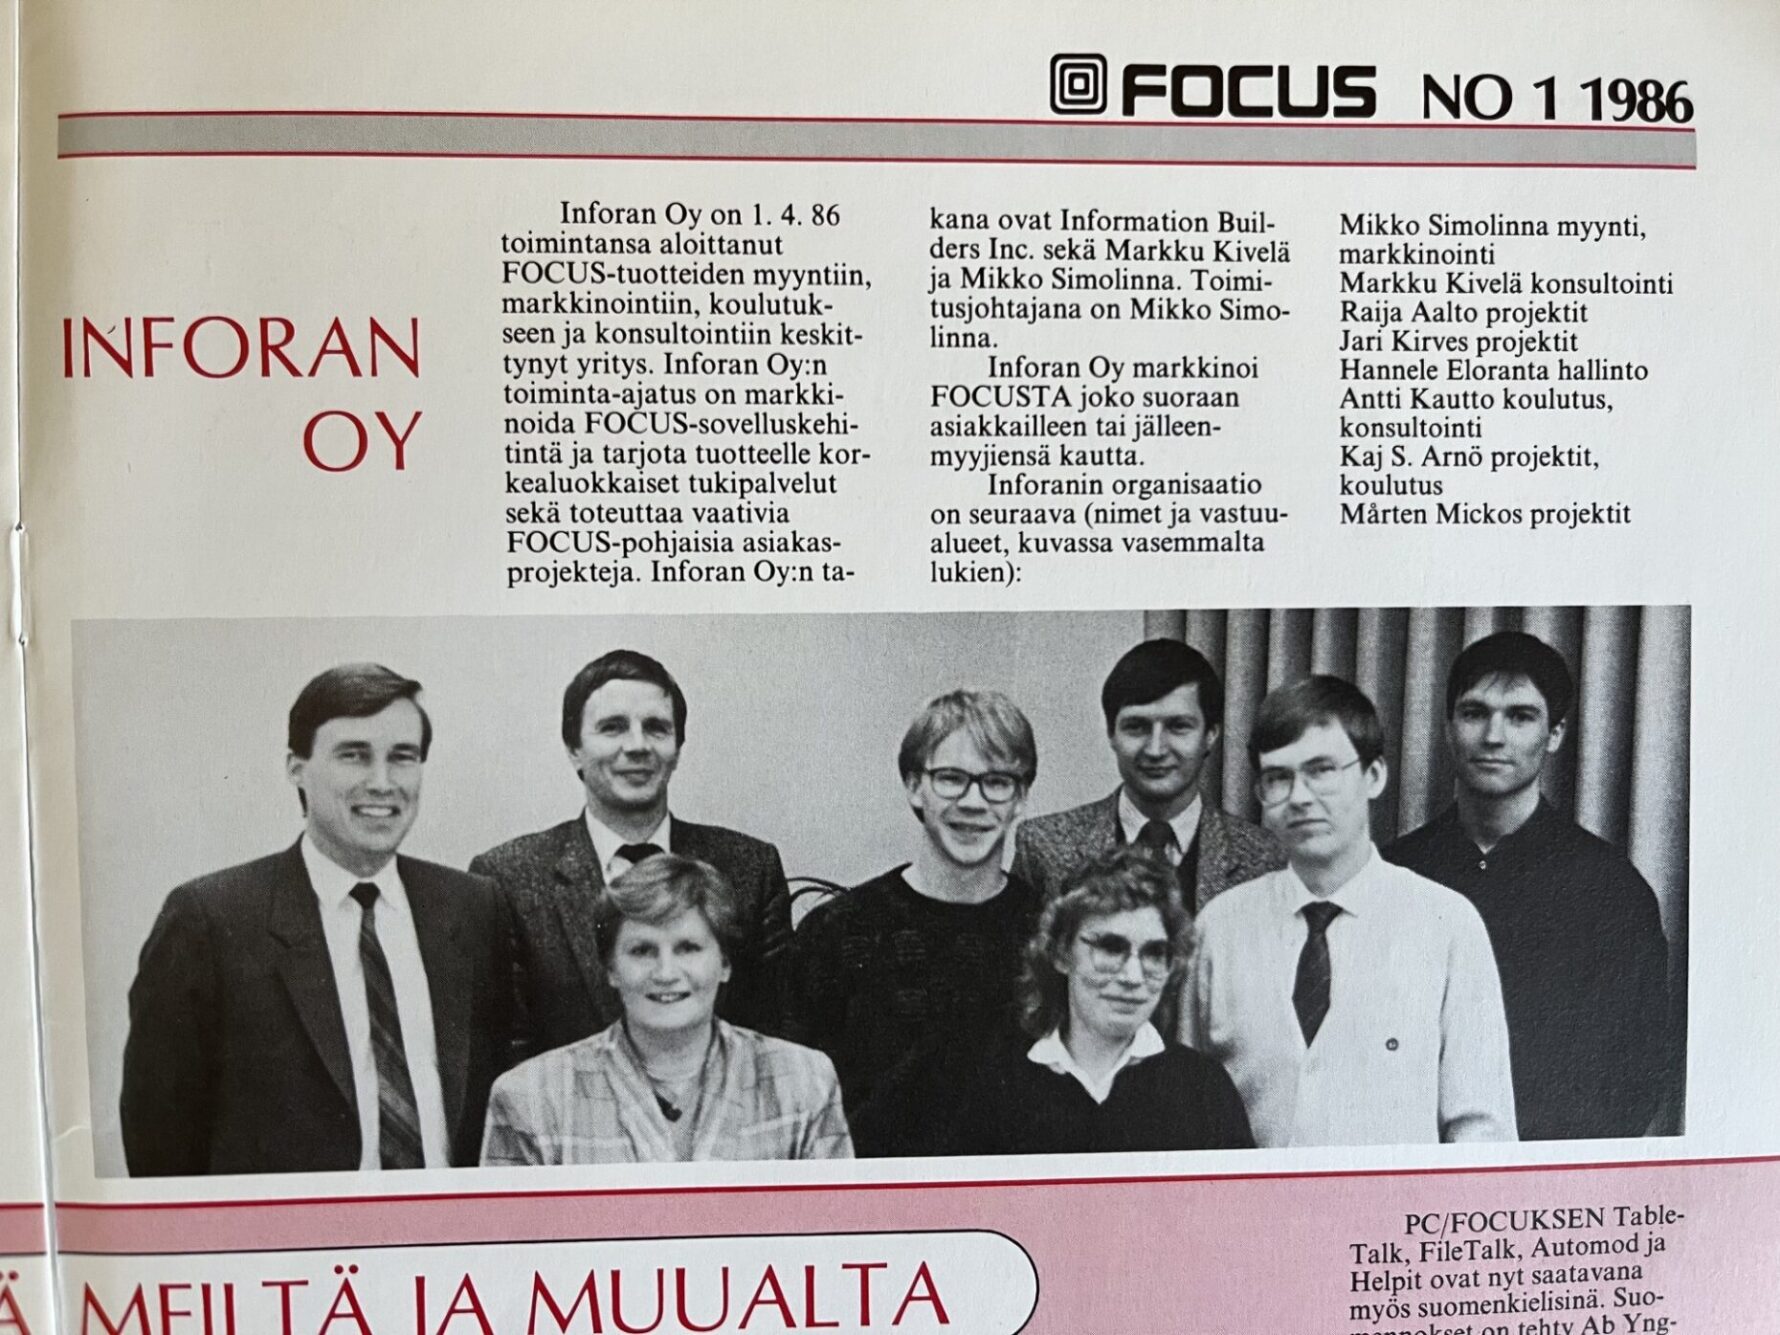 FOCUS NO 1 1986
INFORAN
OY
Inforan Oy on 1. 4. 86
toimintansa aloittanut
FOCUS-tuotteiden myyntiin,
markkinointiin, koulutuk-
seen ja konsultointiin keskit-
tynyt yritys. Inforan Oy:n
toiminta-ajatus on markki-
noida FOCUS-sovelluskehi-
tintä ja tarjota tuotteelle kor-
kealuokkaiset tukipalvelut
sekä toteuttaa vaativia
FOCUS-pohjaisia asiakas-
projekteja. Inforan Oy:n ta-
kana ovat Information Buil-
ders Inc. sekä Markku Kivelä
ja Mikko Simolinna. Toimi-
tusjohtajana on Mikko Simo-
linna.
Inforan Oy markkinoi
FOCUSTA joko suoraan
asiakkailleen tai jälleen-
myyjiensä kautta.
Inforanin organisaatio
on seuraava (nimet ja vastuu-
alueet, kuvassa vasemmalta
lukien):
Mikko Simolinna myynti,
markkinointi
Markku Kivelä konsultointi
Raija Aalto projektit
Jari Kirves projektit
Hannele Eloranta hallinto
Antti Kautto koulutus,
konsultointi
Kaj S. Arnö projektit,
koulutus
Mårten Mickos projektit
Ä MEILTÄ JA MUUALTA
PC/FOCUKSEN Table-
Talk, FileTalk, Automod ja
Helpit ovat nyt saatavana
myös suomenkielisinä. Suo-
on tehty Ab Yng-